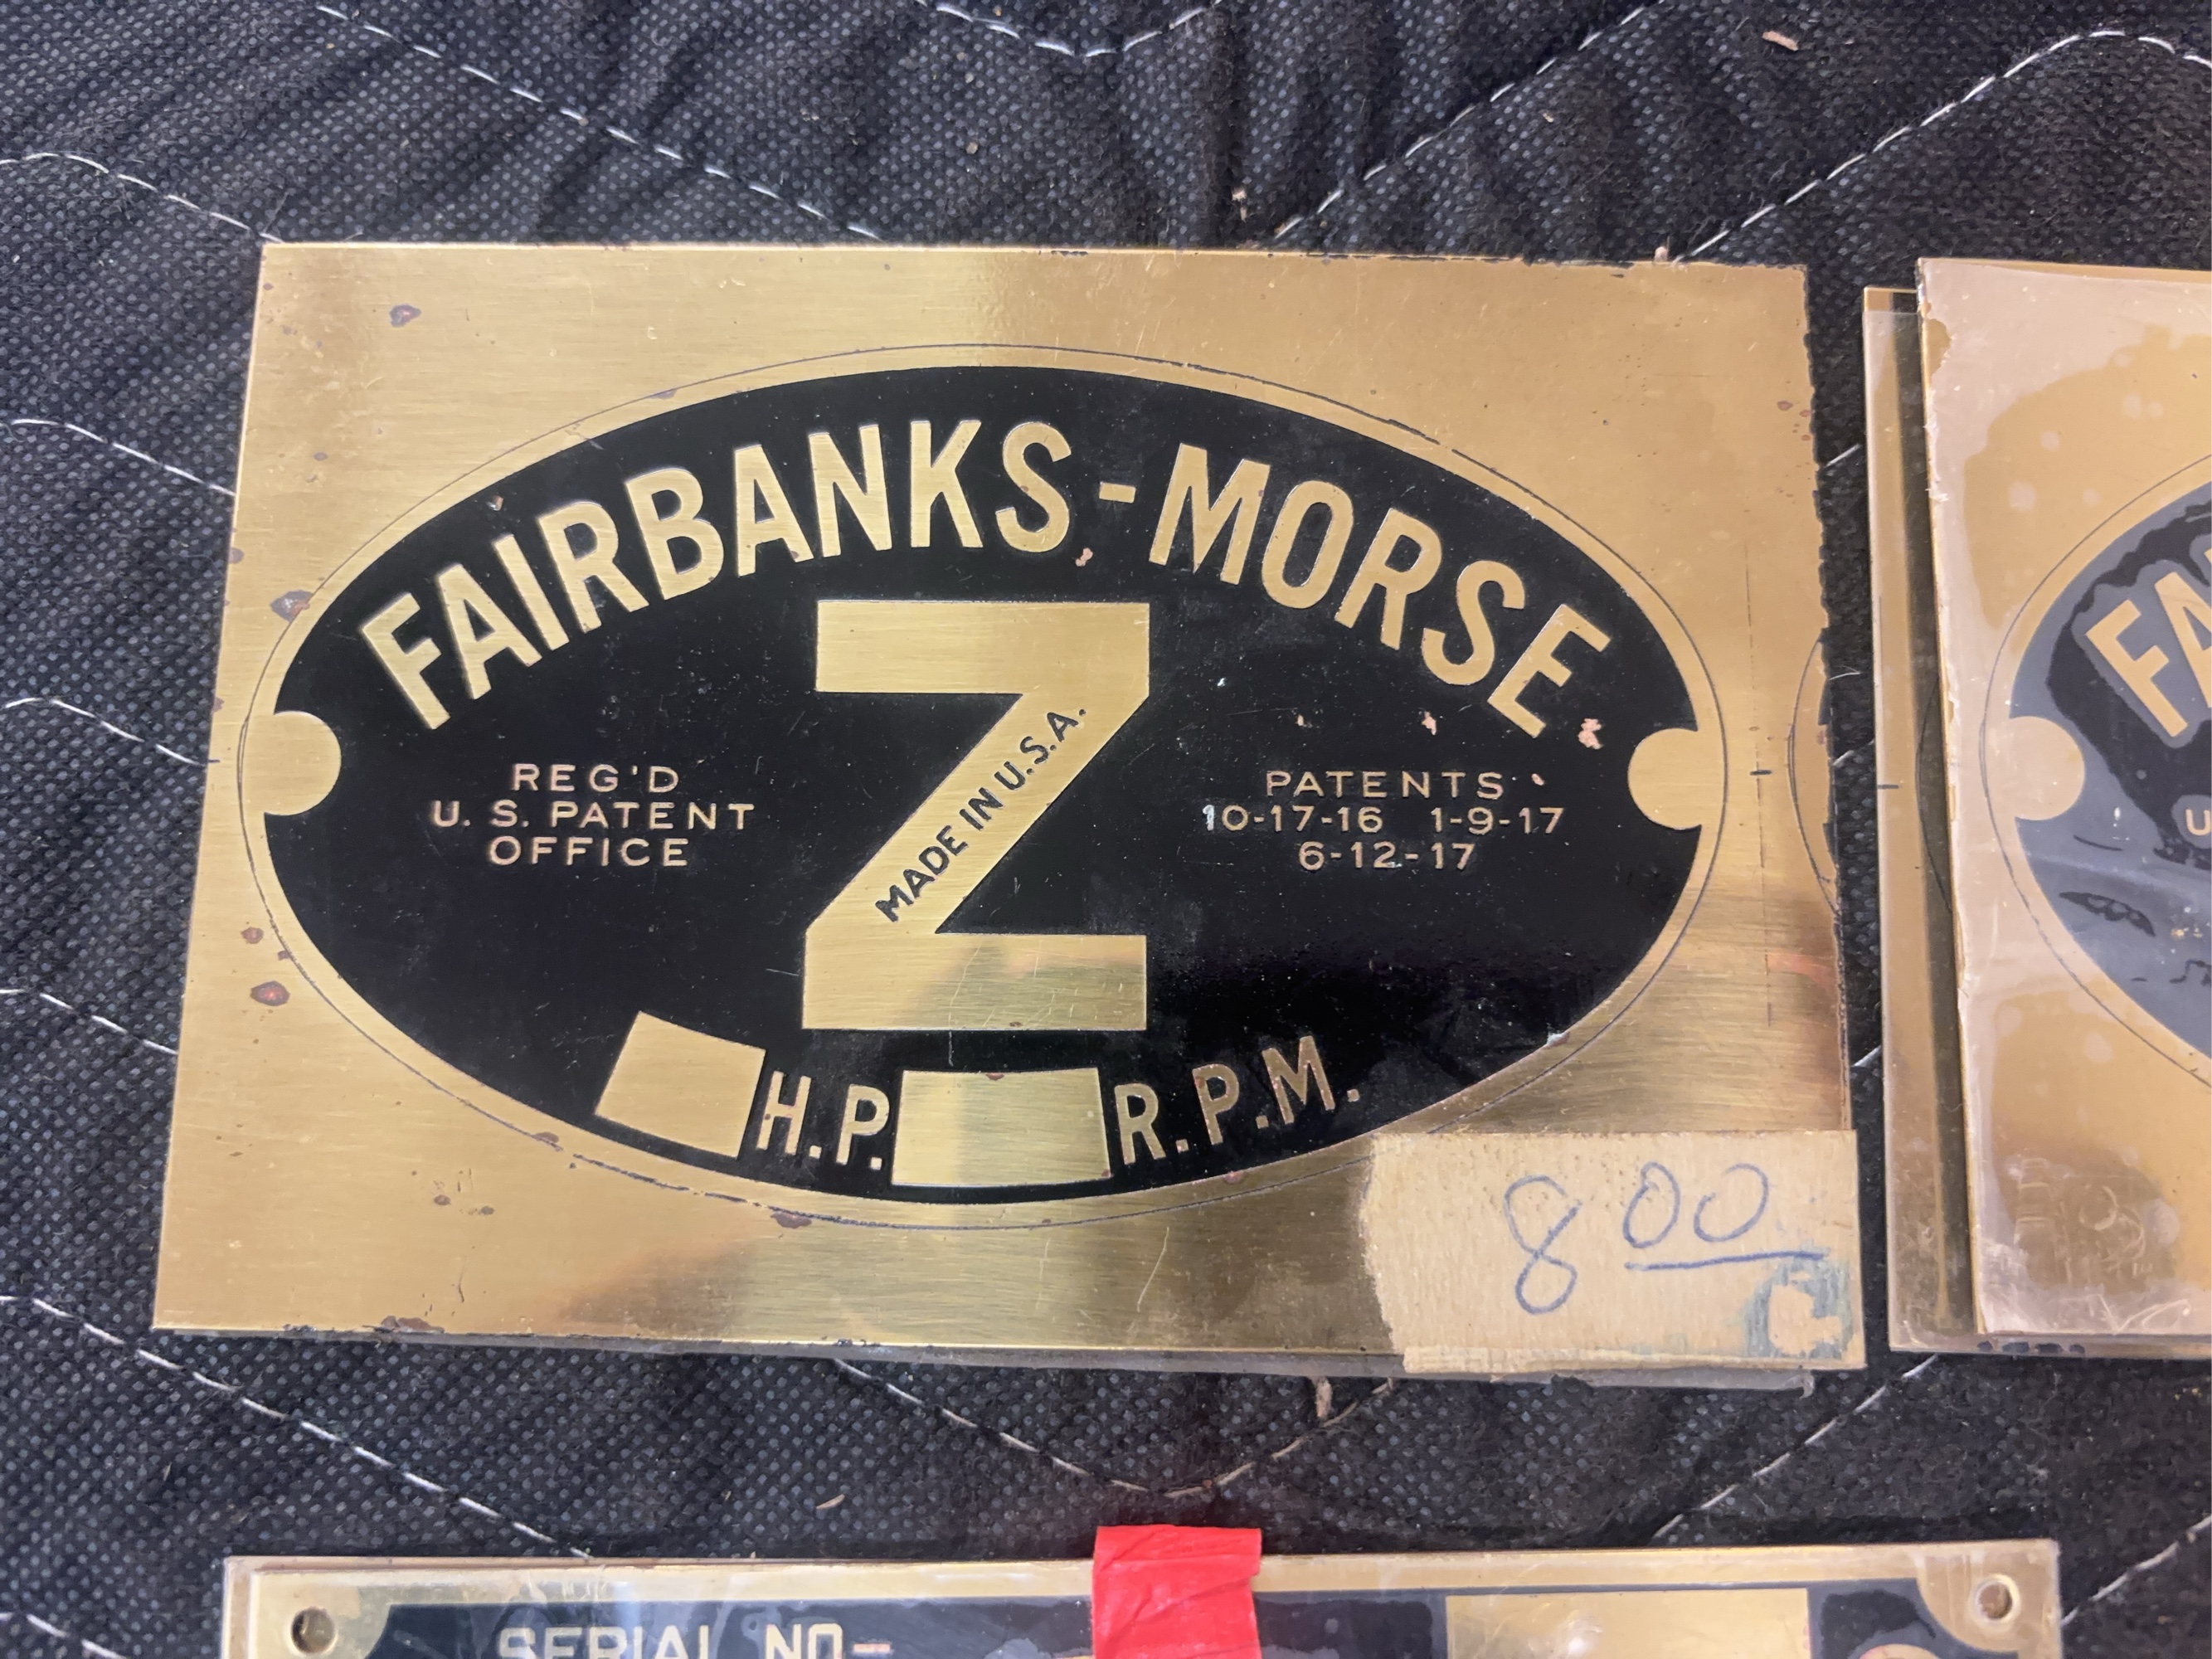 FAIRBANKS-MORSE
Z
MADE IN U.S.A.
REG'D
U. S. PATENT
OFFICE
PATENTS
10-17-16 1-9-17
6-12-17
H.P. R.P.M.
8 00
FA
U
SERIAL NO-